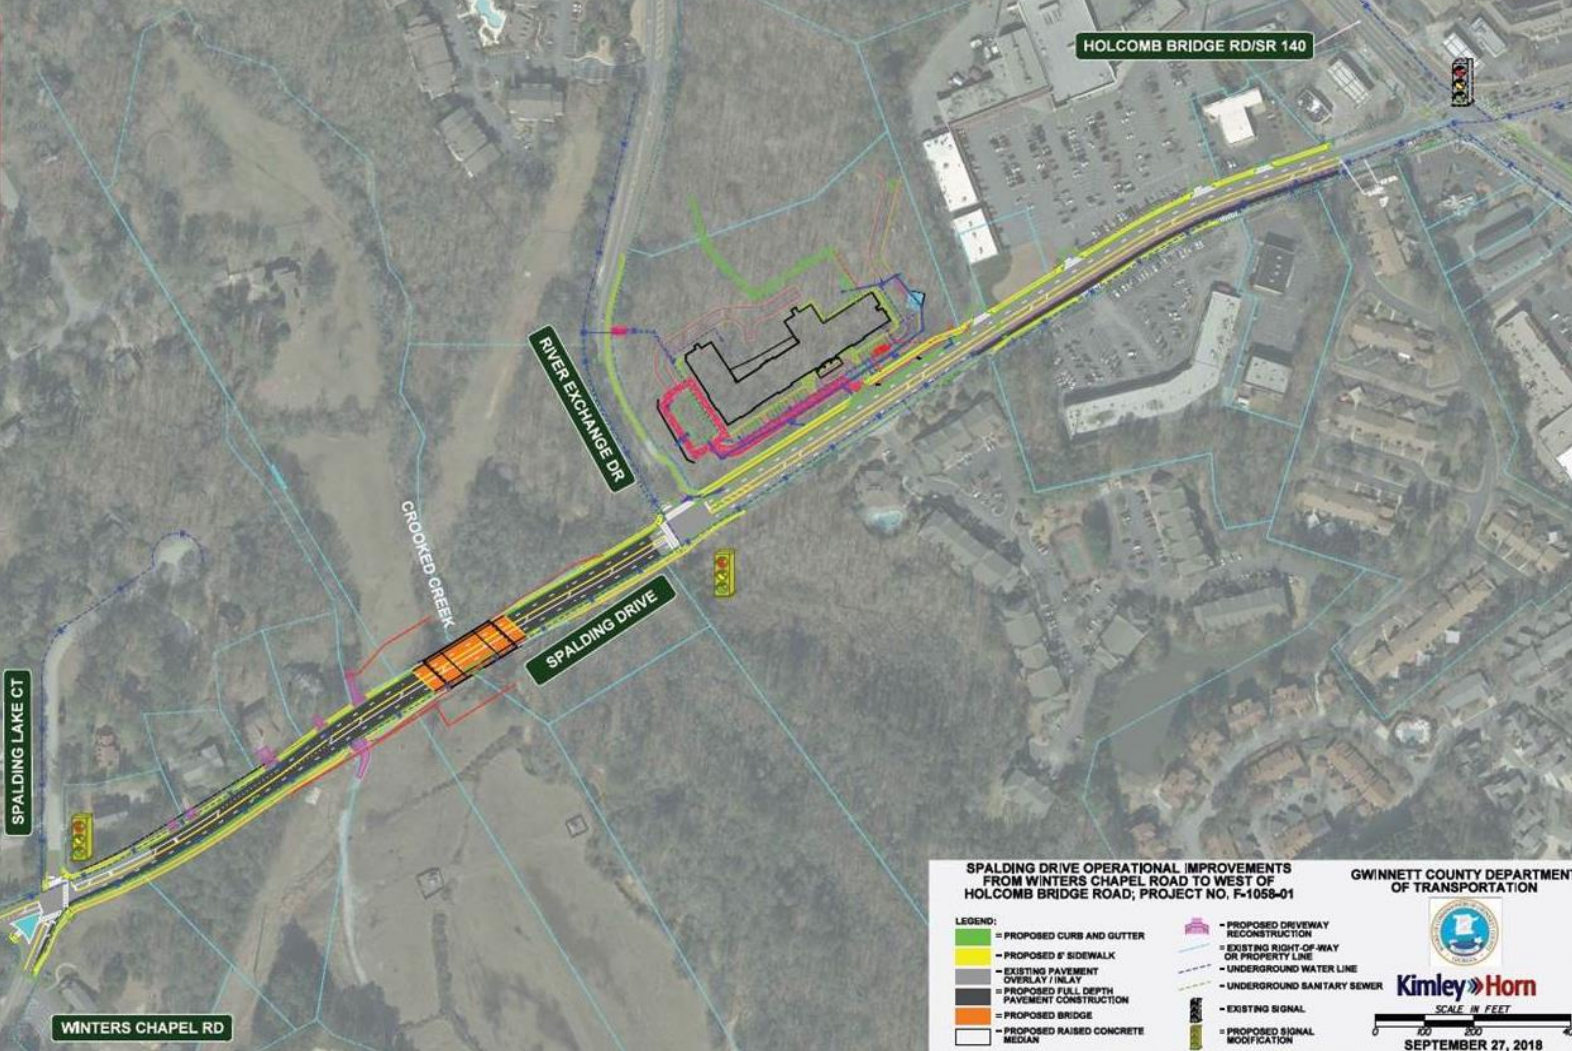 HOLCOMB BRIDGE RD/SR 140
RIVER EXCHANGE DR
CROOKED CREEK
SPALDING DRIVE
SPALDING LAKE CT
WINTERS CHAPEL RD
SPALDING DRIVE OPERATIONAL IMPROVEMENTS
FROM WINTERS CHAPEL ROAD TO WEST OF
HOLCOMB BRIDGE ROAD; PROJECT NO. F-1058-01
LEGEND:
= PROPOSED CURB AND GUTTER
= PROPOSED 5' SIDEWALK
= EXISTING PAVEMENT
OVERLAY / INLAY
= PROPOSED FULL DEPTH
PAVEMENT CONSTRUCTION
= PROPOSED BRIDGE
= PROPOSED RAISED CONCRETE
MEDIAN
= PROPOSED DRIVEWAY
RECONSTRUCTION
= EXISTING RIGHT-OF-WAY
OR PROPERTY LINE
= UNDERGROUND WATER LINE
= UNDERGROUND SANITARY SEWER
= EXISTING SIGNAL
= PROPOSED SIGNAL
MODIFICATION
GWINNETT COUNTY DEPARTMENT
OF TRANSPORTATION
Kimley»Horn
SCALE IN FEET
0 100 200
SEPTEMBER 27, 2018